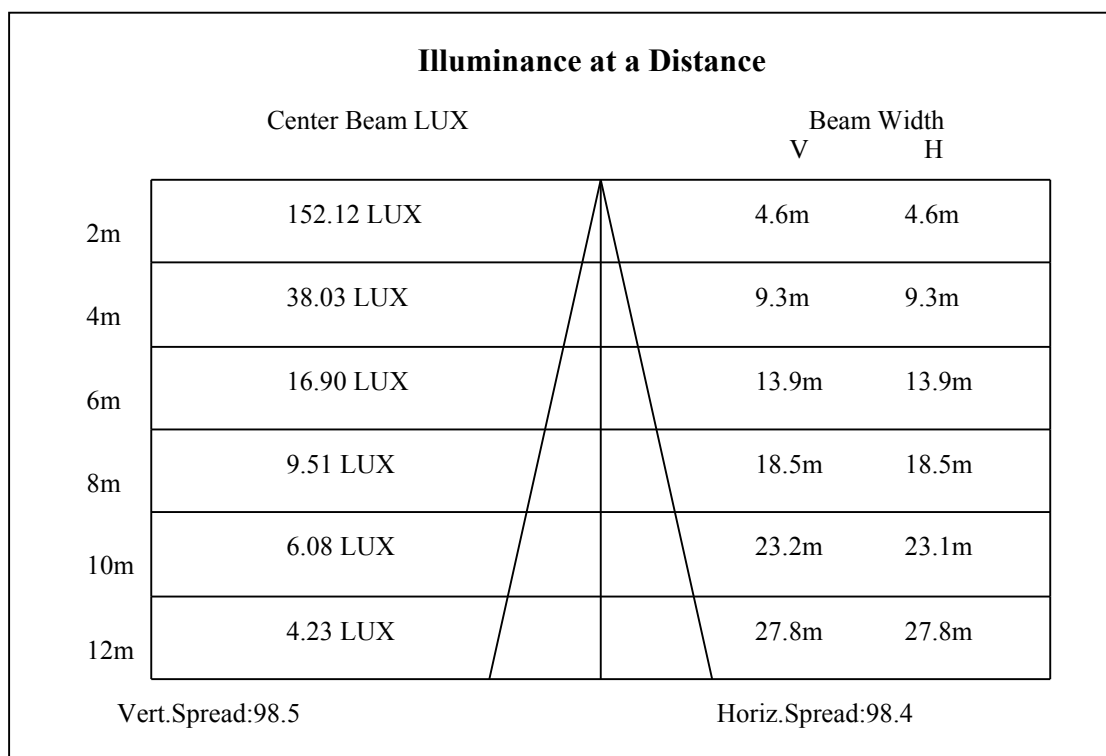 Illuminance at a Distance
Center Beam LUX Beam Width
V H
2m 152.12 LUX 4.6m 4.6m
4m 38.03 LUX 9.3m 9.3m
6m 16.90 LUX 13.9m 13.9m
8m 9.51 LUX 18.5m 18.5m
10m 6.08 LUX 23.2m 23.1m
12m 4.23 LUX 27.8m 27.8m
Vert.Spread:98.5 Horiz.Spread:98.4